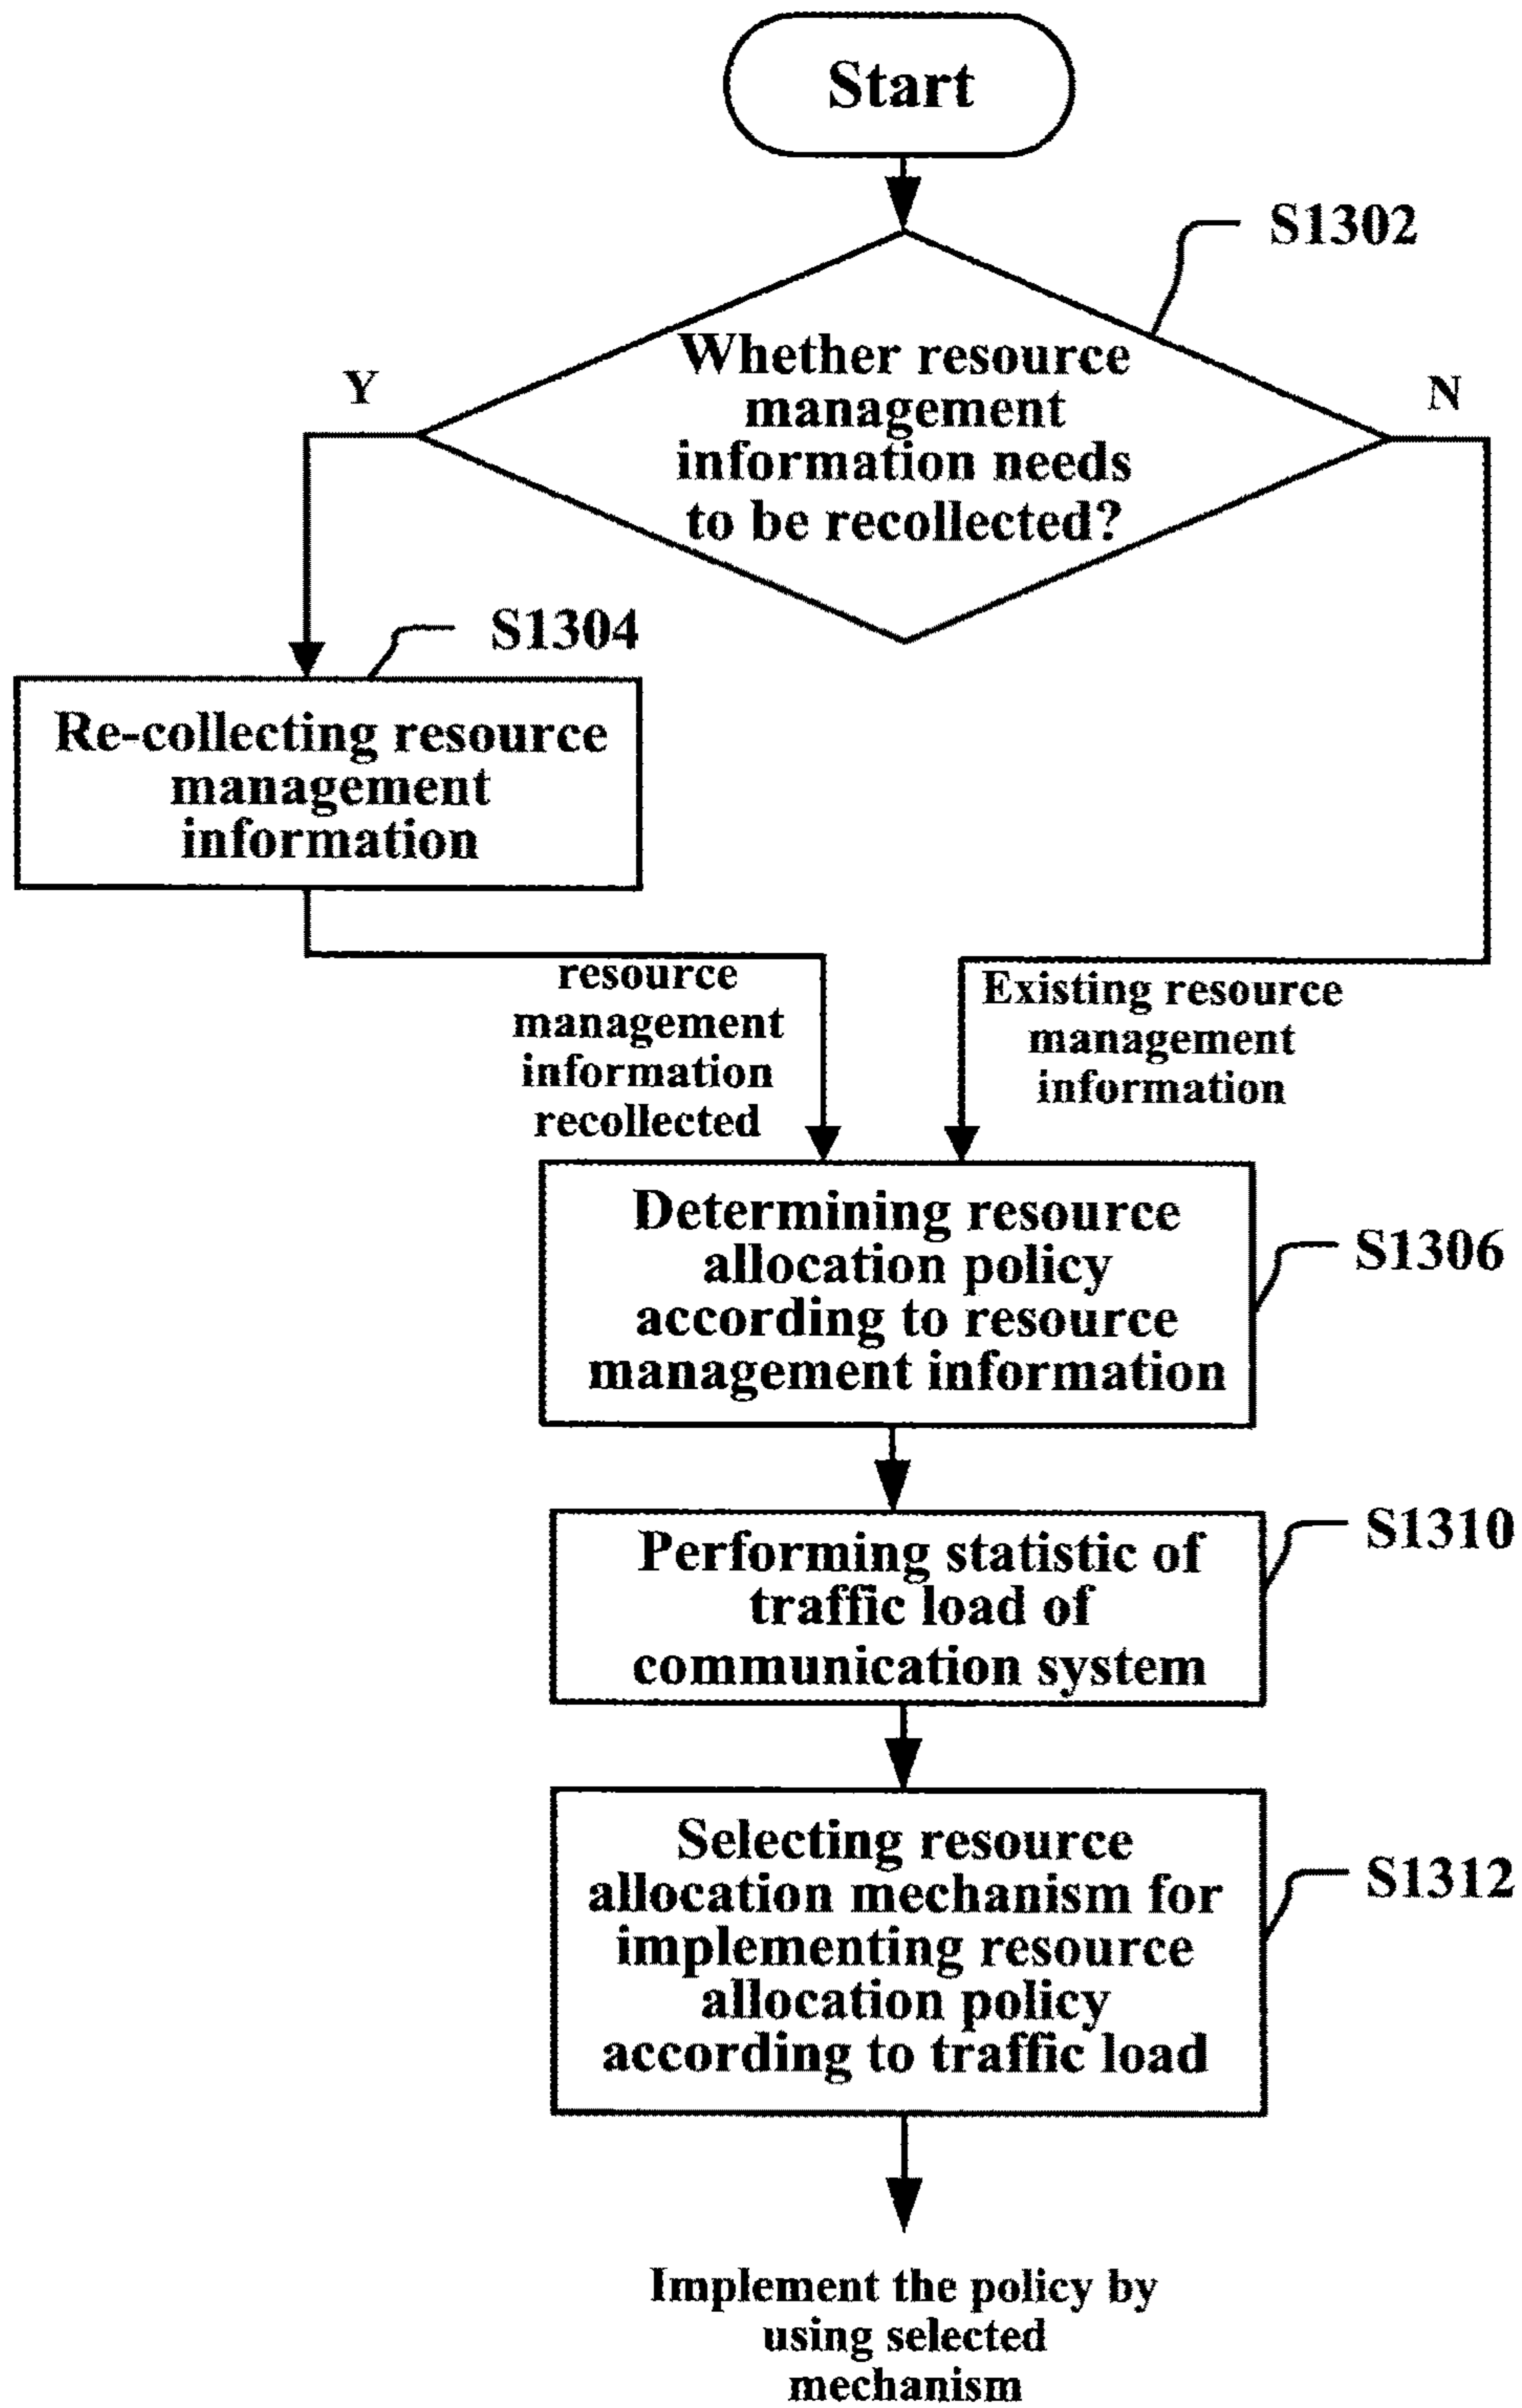 Start
S1302
Whether resource
management
information needs
to be recollected?
Y
N
S1304
Re-collecting resource
management
information
resource
management
information
recollected
Existing resource
management
information
Determining resource
allocation policy
according to resource
management information
S1306
Performing statistic of
traffic load of
communication system
S1310
Selecting resource
allocation mechanism for
implementing resource
allocation policy
according to traffic load
S1312
Implement the policy by
using selected
mechanism